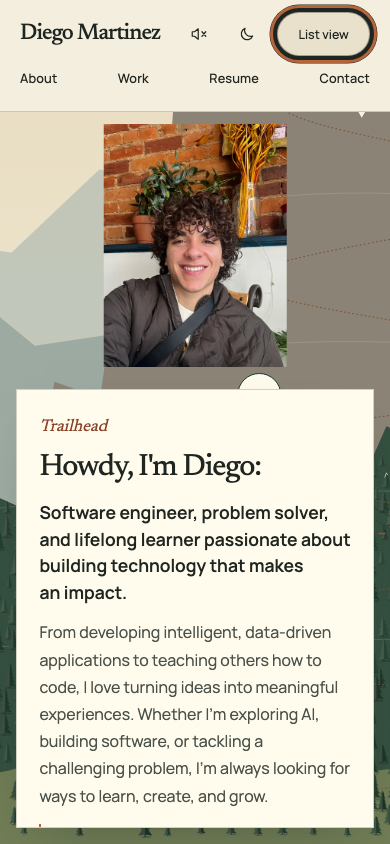 Diego Martinez
List view
About
Work
Resume
Contact
Trailhead
Howdy, I'm Diego:
Software engineer, problem solver,
and lifelong learner passionate about
building technology that makes
an impact.
From developing intelligent, data-driven
applications to teaching others how to
code, I love turning ideas into meaningful
experiences. Whether I'm exploring AI,
building software, or tackling a
challenging problem, I'm always looking for
ways to learn, create, and grow.